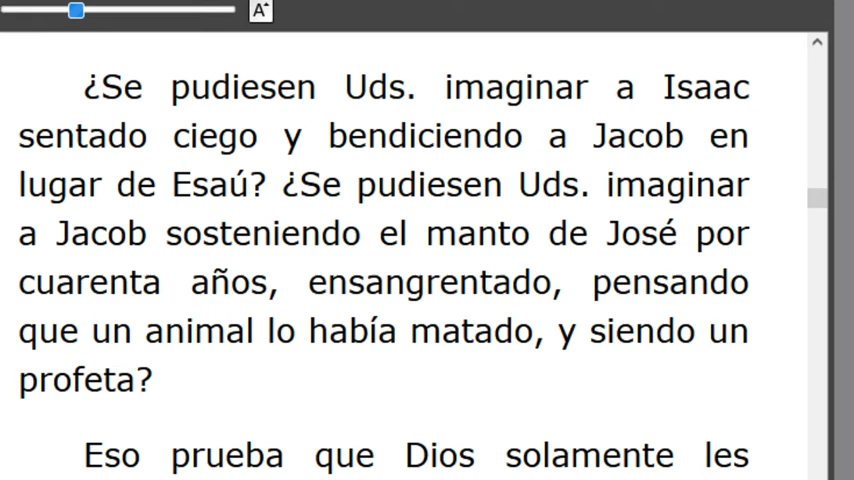 A
¿Se pudiesen Uds. imaginar a Isaac
sentado ciego y bendiciendo a Jacob en
lugar de Esaú? ¿Se pudiesen Uds. imaginar
a Jacob sosteniendo el manto de José por
cuarenta años, ensangrentado, pensando
que un animal lo había matado, y siendo un
profeta?
Eso prueba que Dios solamente les